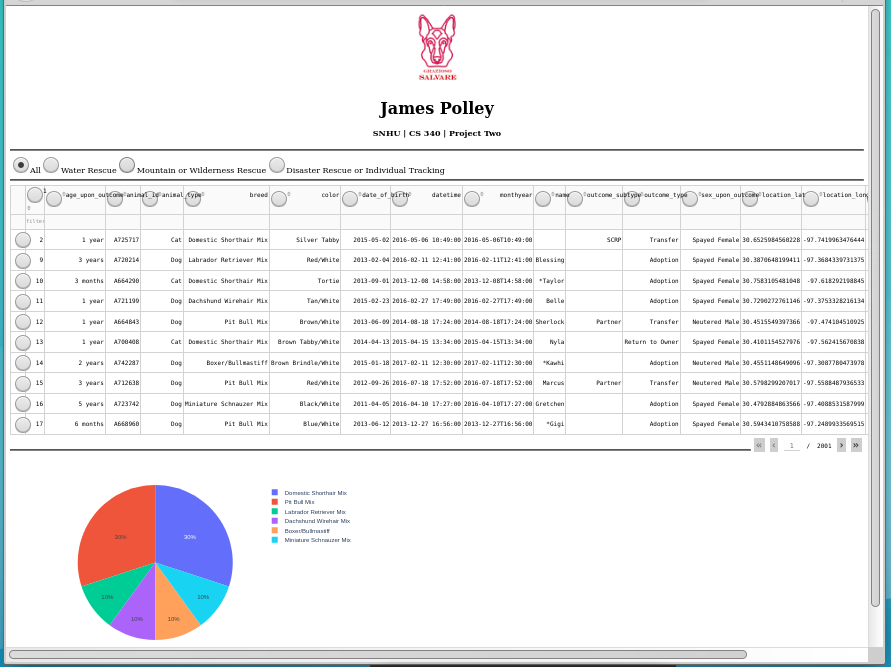 GRAZIOSO
SALVARE
James Polley
SNHU | CS 340 | Project Two
All Water Rescue Mountain or Wilderness Rescue Disaster Rescue or Individual Tracking
1 age_upon_outcome animal_id animal_type breed color date_of_birth datetime monthyear name outcome_subtype outcome_type sex_upon_outcome location_lat location_long
filter
2 1 year A725717 Cat Domestic Shorthair Mix Silver Tabby 2015-05-02 2016-05-06 10:49:00 2016-05-06T10:49:00 SCRP Transfer Spayed Female 30.6525984560228 -97.7419963476444
9 3 years A720214 Dog Labrador Retriever Mix Red/White 2013-02-04 2016-02-11 12:41:00 2016-02-11T12:41:00 Blessing Adoption Spayed Female 30.3870648199411 -97.3684339731375
10 3 months A664290 Cat Domestic Shorthair Mix Tortie 2013-09-01 2013-12-08 14:58:00 2013-12-08T14:58:00 *Taylor Adoption Spayed Female 30.7583105481048 -97.618292198845
11 1 year A721199 Dog Dachshund Wirehair Mix Tan/White 2015-02-23 2016-02-27 17:49:00 2016-02-27T17:49:00 Belle Adoption Spayed Female 30.7290272761146 -97.3753328216134
12 1 year A664843 Dog Pit Bull Mix Brown/White 2013-06-09 2014-08-18 17:24:00 2014-08-18T17:24:00 Sherlock Partner Transfer Neutered Male 30.4515549397366 -97.474104510925
13 1 year A700408 Cat Domestic Shorthair Mix Brown Tabby/White 2014-04-13 2015-04-15 13:34:00 2015-04-15T13:34:00 Nyla Return to Owner Spayed Female 30.4101154527976 -97.562415670838
14 2 years A742287 Dog Boxer/Bullmastiff Brown Brindle/White 2015-01-18 2017-02-11 12:30:00 2017-02-11T12:30:00 *Kawhi Adoption Neutered Male 30.4551148649096 -97.3087780473978
15 3 years A712638 Dog Pit Bull Mix Red/White 2012-09-26 2016-07-18 17:52:00 2016-07-18T17:52:00 Marcus Partner Transfer Neutered Male 30.5798299207017 -97.5588487936533
16 5 years A723742 Dog Miniature Schnauzer Mix Black/White 2011-04-05 2016-04-10 17:27:00 2016-04-10T17:27:00 Gretchen Adoption Spayed Female 30.4792884863566 -97.4088531587999
17 6 months A668960 Dog Pit Bull Mix Blue/White 2013-06-12 2013-12-27 16:56:00 2013-12-27T16:56:00 *Gigi Adoption Spayed Female 30.5943410758588 -97.2489933569515
« ‹ 1 / 2001 › »
Domestic Shorthair Mix
Pit Bull Mix
Labrador Retriever Mix
Dachshund Wirehair Mix
Boxer/Bullmastiff
Miniature Schnauzer Mix
30% 30%
10% 10%
10% 10%